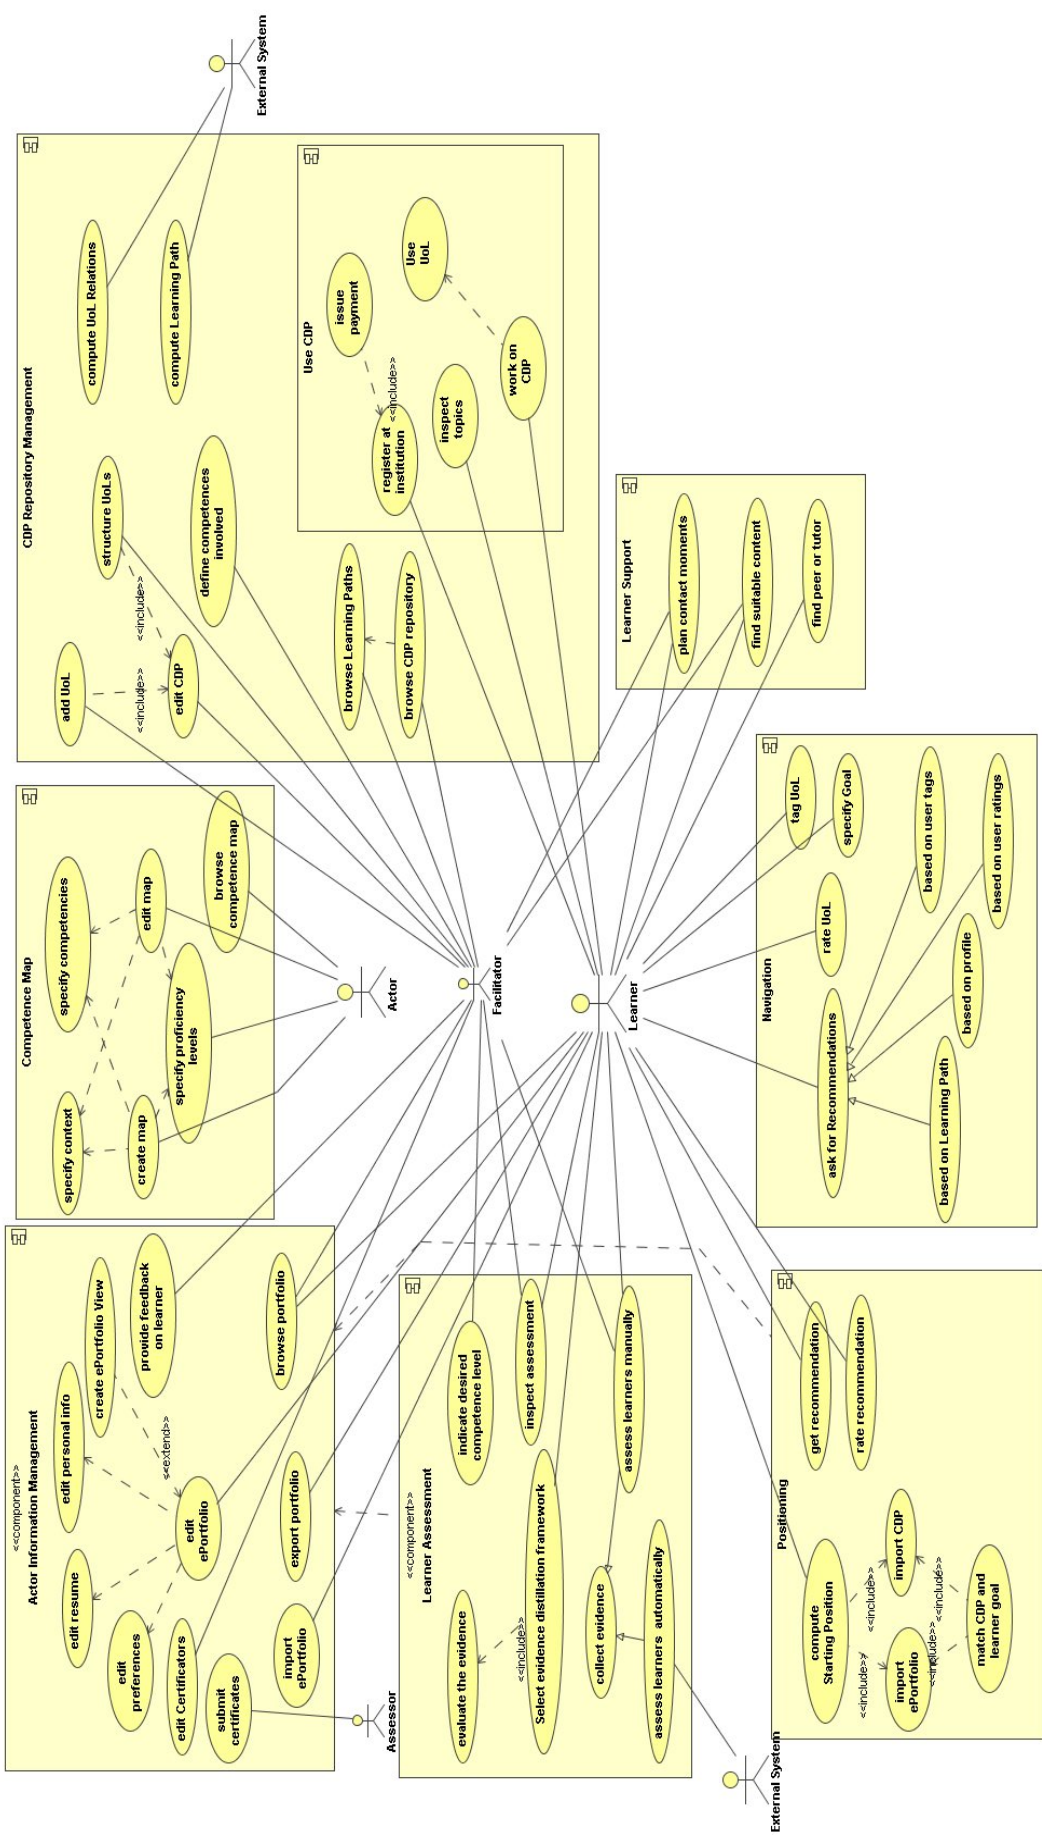 <<component>>
Actor Information Management
edit resume
edit personal info
create ePortfolio View
edit
preferences
edit
ePortfolio
<<extend>>
provide feedback
on learner
edit Certificators
submit
certificates
import
ePortfolio
export portfolio
browse portfolio
Assessor
Competence Map
specify context
specify competencies
create map
edit map
specify proficiency
levels
browse
competence map
Actor
CDP Repository Management
add UoL
structure UoLs
compute UoL Relations
<<include>>
<<include>>
edit CDP
define competences
involved
compute Learning Path
browse Learning Paths
browse CDP repository
Use CDP
issue
payment
<<include>>
register at
institution
Use
UoL
inspect
topics
work on
CDP
External System
Facilitator
Learner
<<component>>
Learner Assessment
evaluate the evidence
indicate desired
competence level
<<include>>
inspect assessment
Select evidence distillation framework
collect evidence
assess learners manually
assess learners automatically
External System
Learner Support
plan contact moments
find suitable content
find peer or tutor
Navigation
tag UoL
specify Goal
rate UoL
ask for Recommendations
based on user tags
based on user ratings
based on profile
based on Learning Path
Positioning
get recommendation
rate recommendation
compute
Starting Position
<<include>>
<<include>>
import CDP
import
ePortfolio
<<include>>
<<include>>
match CDP and
learner goal